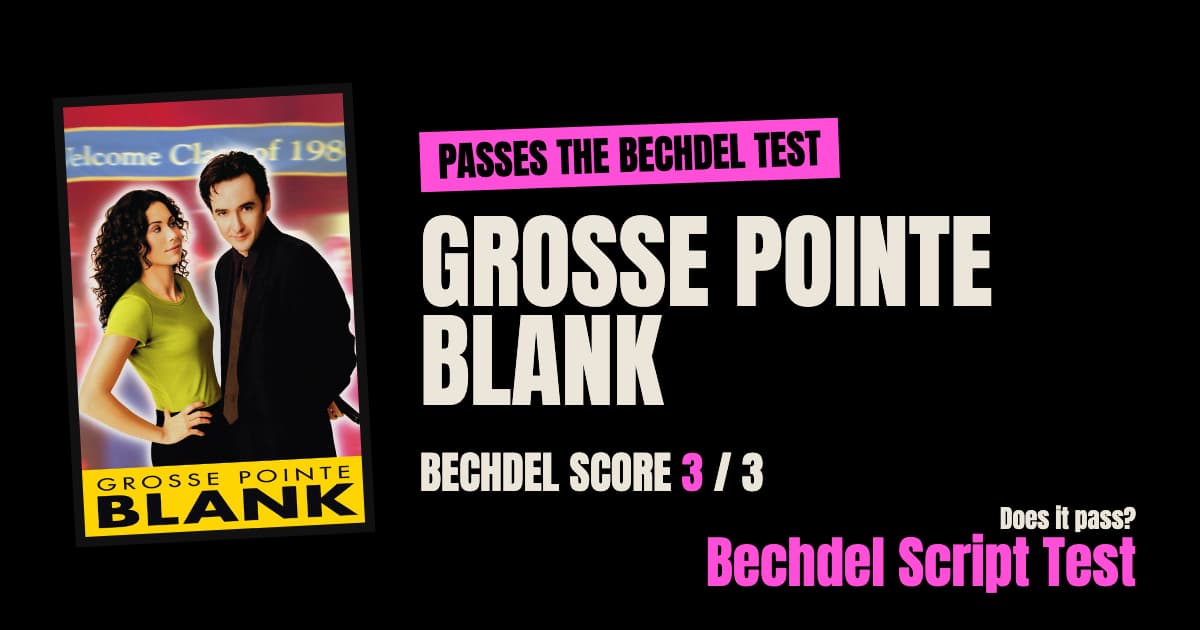 Welcome Class of 198
GROSSE POINTE
BLANK
PASSES THE BECHDEL TEST
GROSSE POINTE
BLANK
BECHDEL SCORE 3 / 3
Does it pass?
Bechdel Script Test